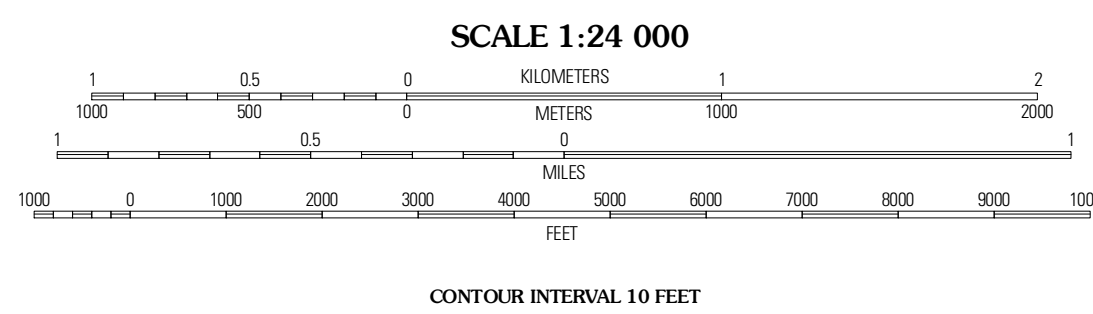 SCALE 1:24 000
1 0.5 0 KILOMETERS 1 2
1000 500 0 METERS 1000 2000
1 0.5 0 1
MILES
1000 0 1000 2000 3000 4000 5000 6000 7000 8000 9000 100
FEET
CONTOUR INTERVAL 10 FEET